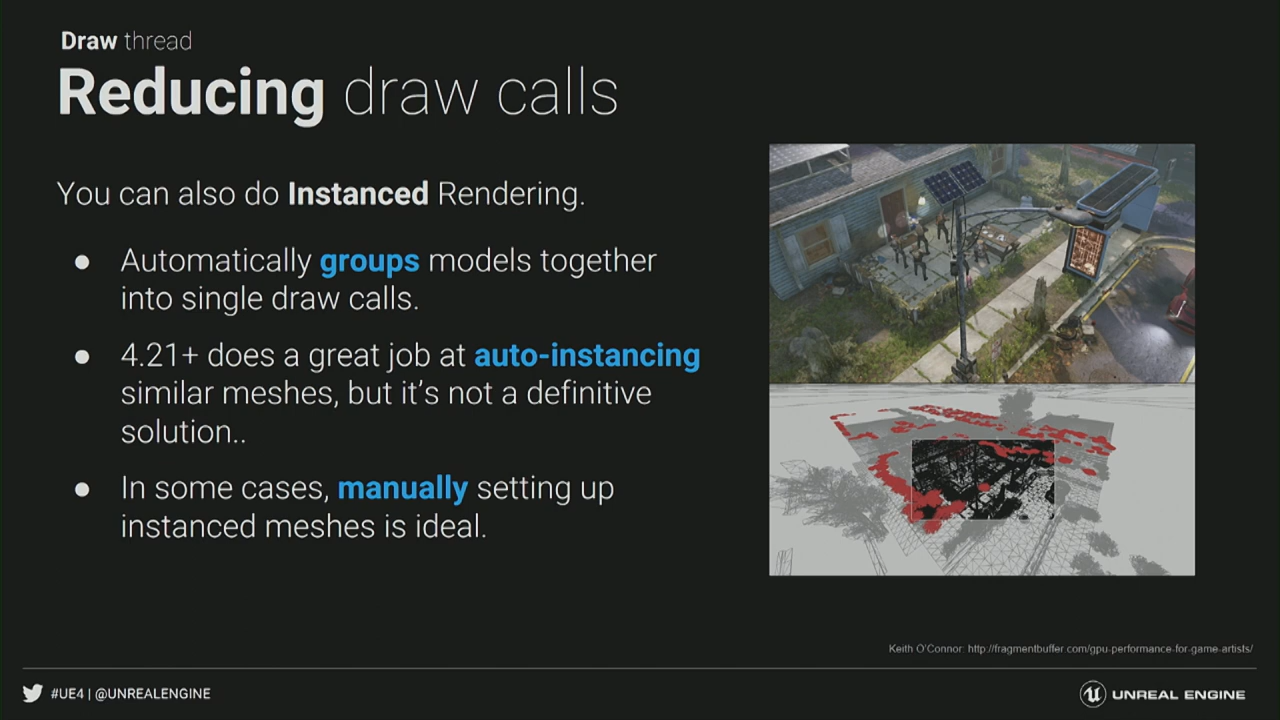 Draw thread
Reducing draw calls
You can also do Instanced Rendering.
● Automatically groups models together
into single draw calls.
● 4.21+ does a great job at auto-instancing
similar meshes, but it’s not a definitive
solution..
● In some cases, manually setting up
instanced meshes is ideal.
Keith O'Connor: http://fragmentbuffer.com/gpu-performance-for-game-artists/
#UE4 | @UNREALENGINE
UNREAL ENGINE